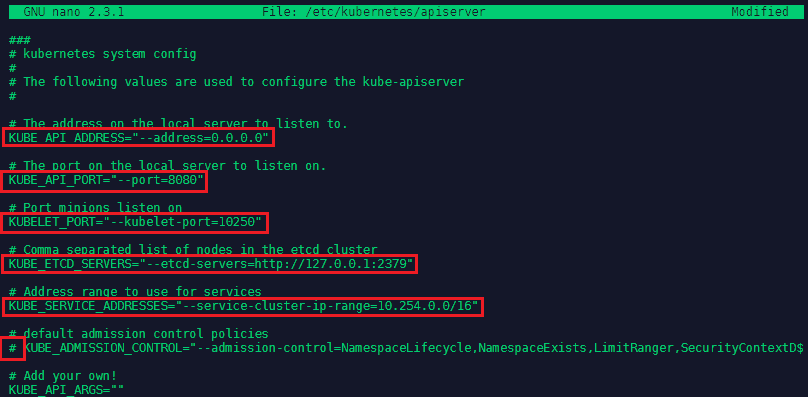 GNU nano 2.3.1 File: /etc/kubernetes/apiserver Modified
###
# kubernetes system config
#
# The following values are used to configure the kube-apiserver
#
# The address on the local server to listen to.
KUBE_API_ADDRESS="--address=0.0.0.0"
# The port on the local server to listen on.
KUBE_API_PORT="--port=8080"
# Port minions listen on
KUBELET_PORT="--kubelet-port=10250"
# Comma separated list of nodes in the etcd cluster
KUBE_ETCD_SERVERS="--etcd-servers=http://127.0.0.1:2379"
# Address range to use for services
KUBE_SERVICE_ADDRESSES="--service-cluster-ip-range=10.254.0.0/16"
# default admission control policies
# KUBE_ADMISSION_CONTROL="--admission-control=NamespaceLifecycle,NamespaceExists,LimitRanger,SecurityContextD$
# Add your own!
KUBE_API_ARGS=""